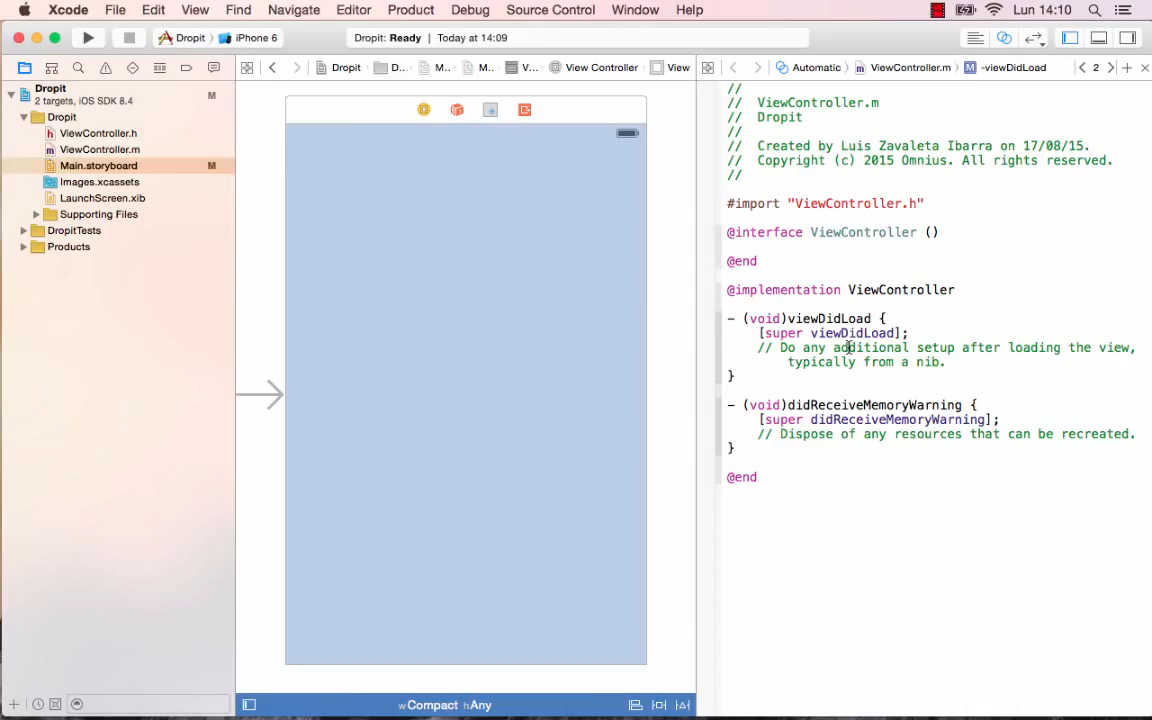 Xcode File Edit View Find Navigate Editor Product Debug Source Control Window Help Lun 14:10
Dropit iPhone 6 Dropit: Ready | Today at 14:09
Dropit D... M... M... V... View Controller View Automatic ViewController.m M -viewDidLoad 2
Dropit M
2 targets, iOS SDK 8.4
Dropit
h ViewController.h
m ViewController.m
Main.storyboard M
Images.xcassets
LaunchScreen.xib
Supporting Files
DropitTests
Products
//
// ViewController.m
// Dropit
//
// Created by Luis Zavaleta Ibarra on 17/08/15.
// Copyright (c) 2015 Omnius. All rights reserved.
//
#import "ViewController.h"
@interface ViewController ()
@end
@implementation ViewController
- (void)viewDidLoad {
[super viewDidLoad];
// Do any additional setup after loading the view,
typically from a nib.
}
- (void)didReceiveMemoryWarning {
[super didReceiveMemoryWarning];
// Dispose of any resources that can be recreated.
}
@end
wCompact hAny